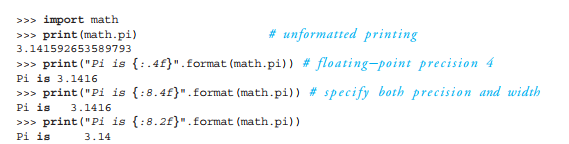 >>> import math
>>> print(math.pi) # unformatted printing
3.141592653589793
>>> print("Pi is {:.4f}".format(math.pi)) # floating—point precision 4
Pi is 3.1416
>>> print("Pi is {:8.4f}".format(math.pi)) # specify both precision and width
Pi is   3.1416
>>> print("Pi is {:8.2f}".format(math.pi))
Pi is     3.14